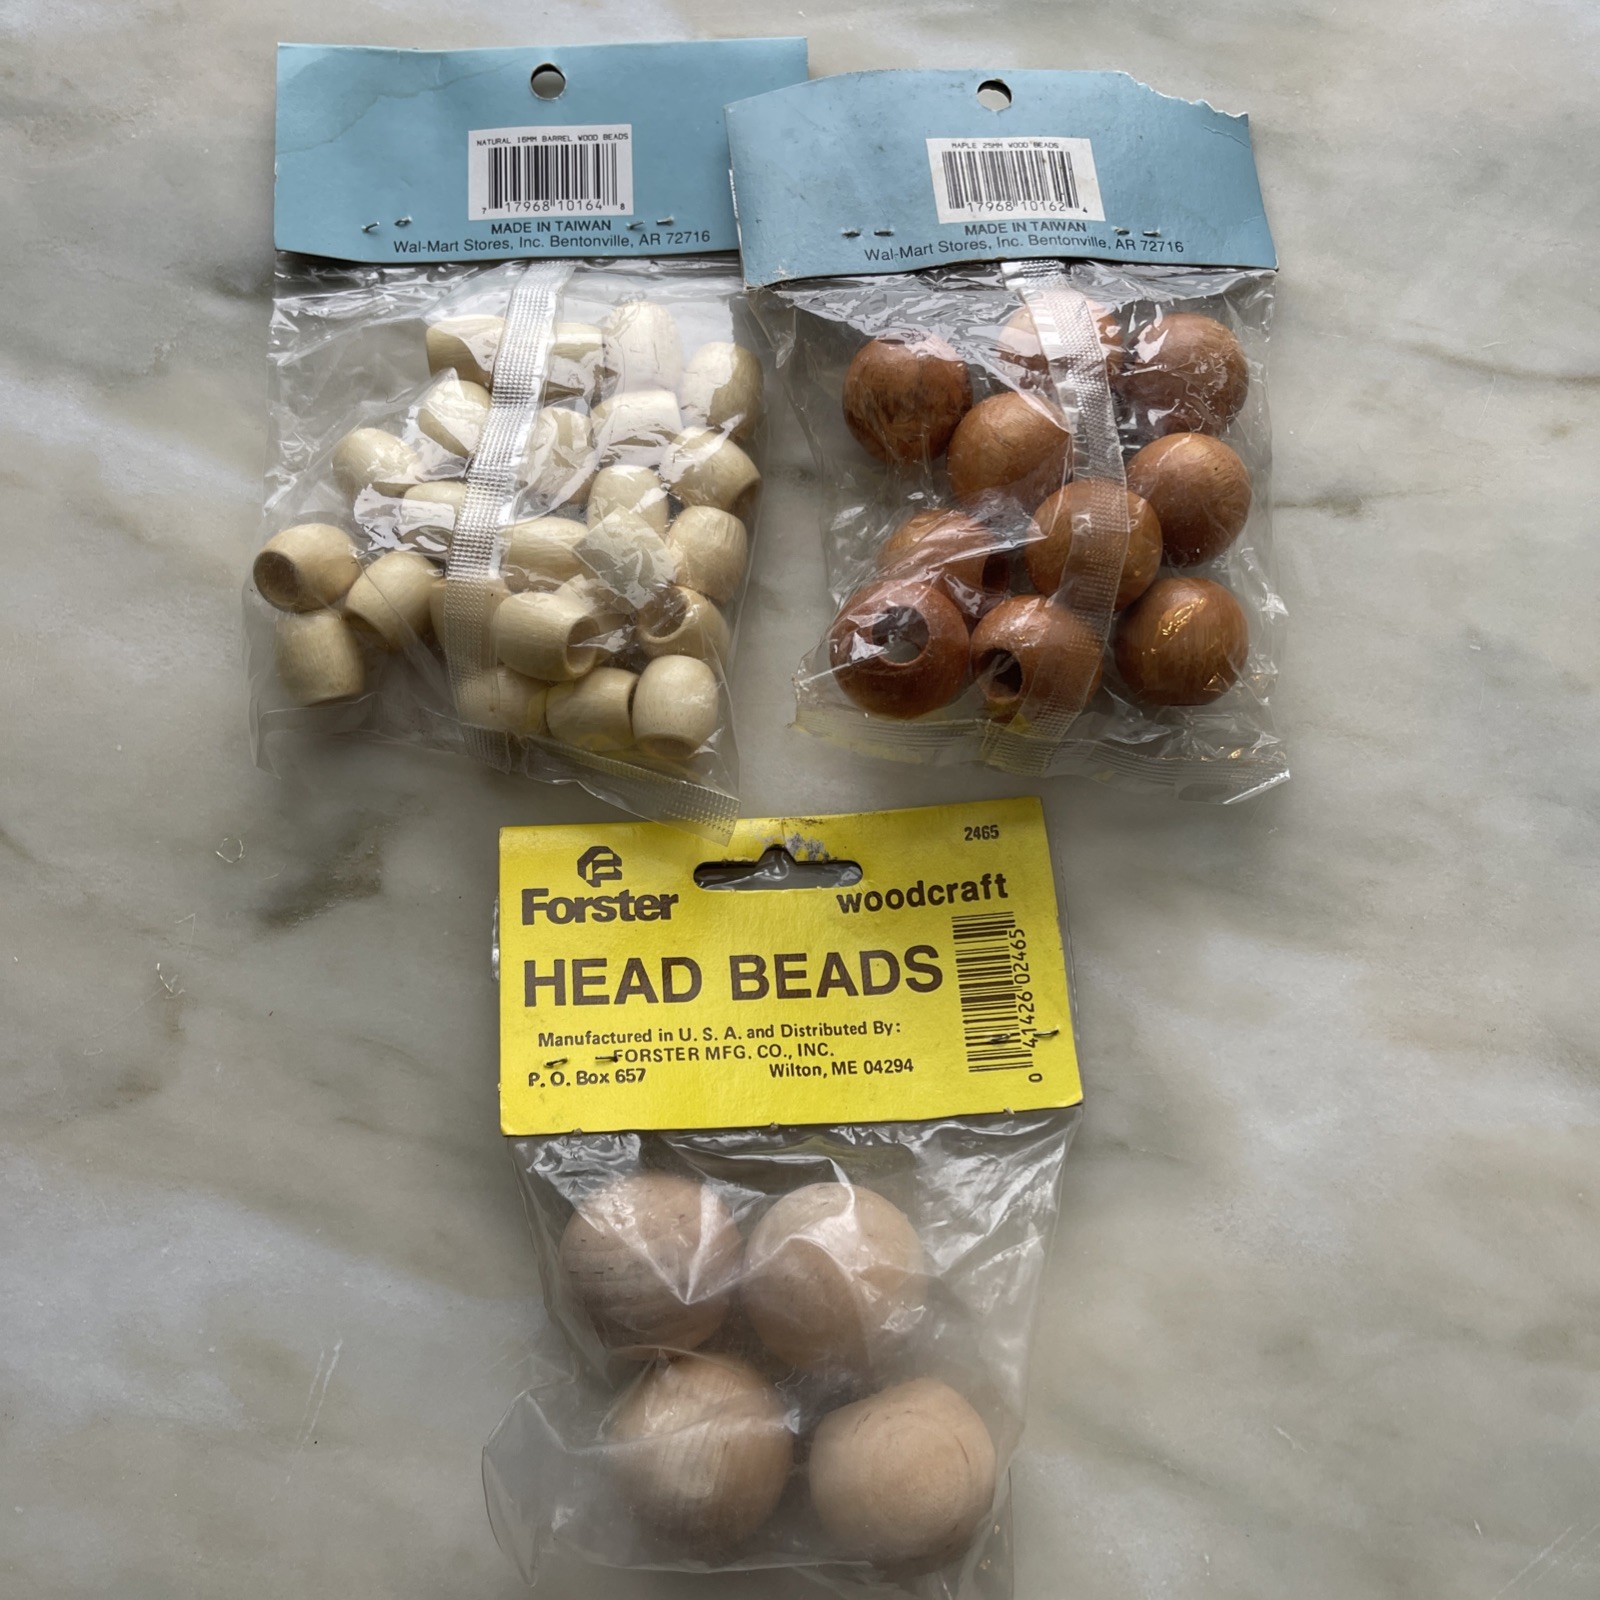 NATURAL 16MM BARREL WOOD BEADS
7 17968 10164 8
MADE IN TAIWAN
Wal-Mart Stores, Inc. Bentonville, AR 72716
MAPLE 25MM WOOD BEADS
17968 10162 4
MADE IN TAIWAN
Wal-Mart Stores, Inc. Bentonville, AR 72716
2465
Forster
woodcraft
HEAD BEADS
Manufactured in U. S. A. and Distributed By:
FORSTER MFG. CO., INC.
P. O. Box 657 Wilton, ME 04294
0 41426 02465